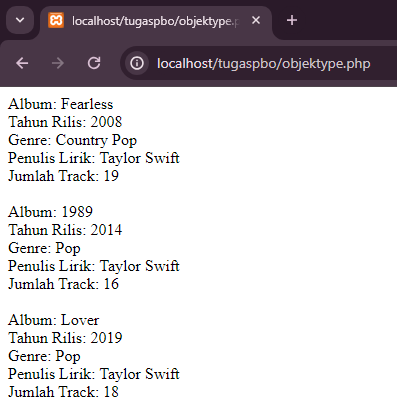 localhost/tugaspbo/objektype.p
localhost/tugaspbo/objektype.php
Album: Fearless
Tahun Rilis: 2008
Genre: Country Pop
Penulis Lirik: Taylor Swift
Jumlah Track: 19
Album: 1989
Tahun Rilis: 2014
Genre: Pop
Penulis Lirik: Taylor Swift
Jumlah Track: 16
Album: Lover
Tahun Rilis: 2019
Genre: Pop
Penulis Lirik: Taylor Swift
Jumlah Track: 18